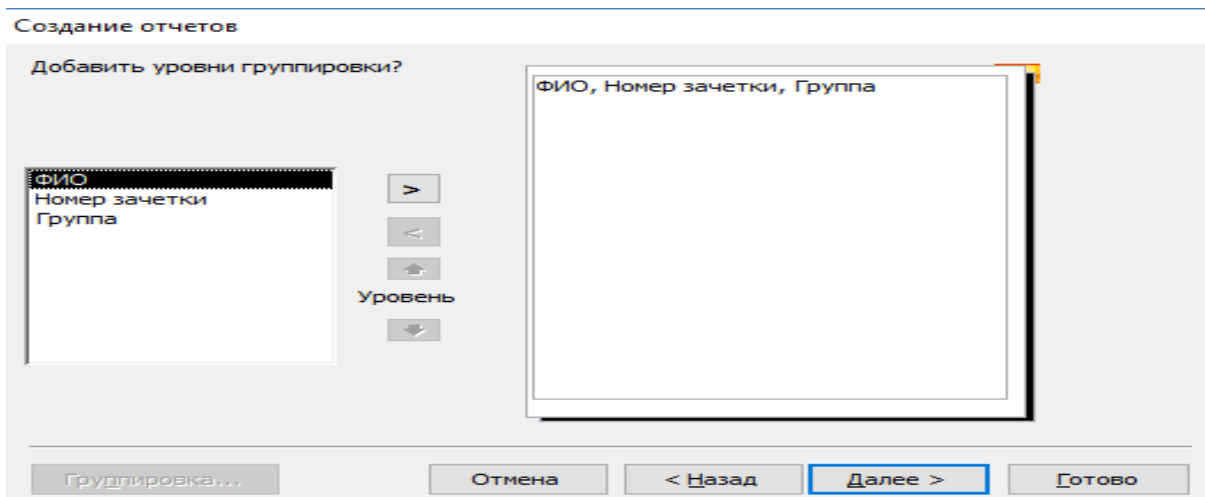 Создание отчетов
Добавить уровни группировки?
ФИО, Номер зачетки, Группа
ФИО
Номер зачетки
Группа
>
<
Уровень
Группировка...
Отмена
< Назад
Далее >
Готово